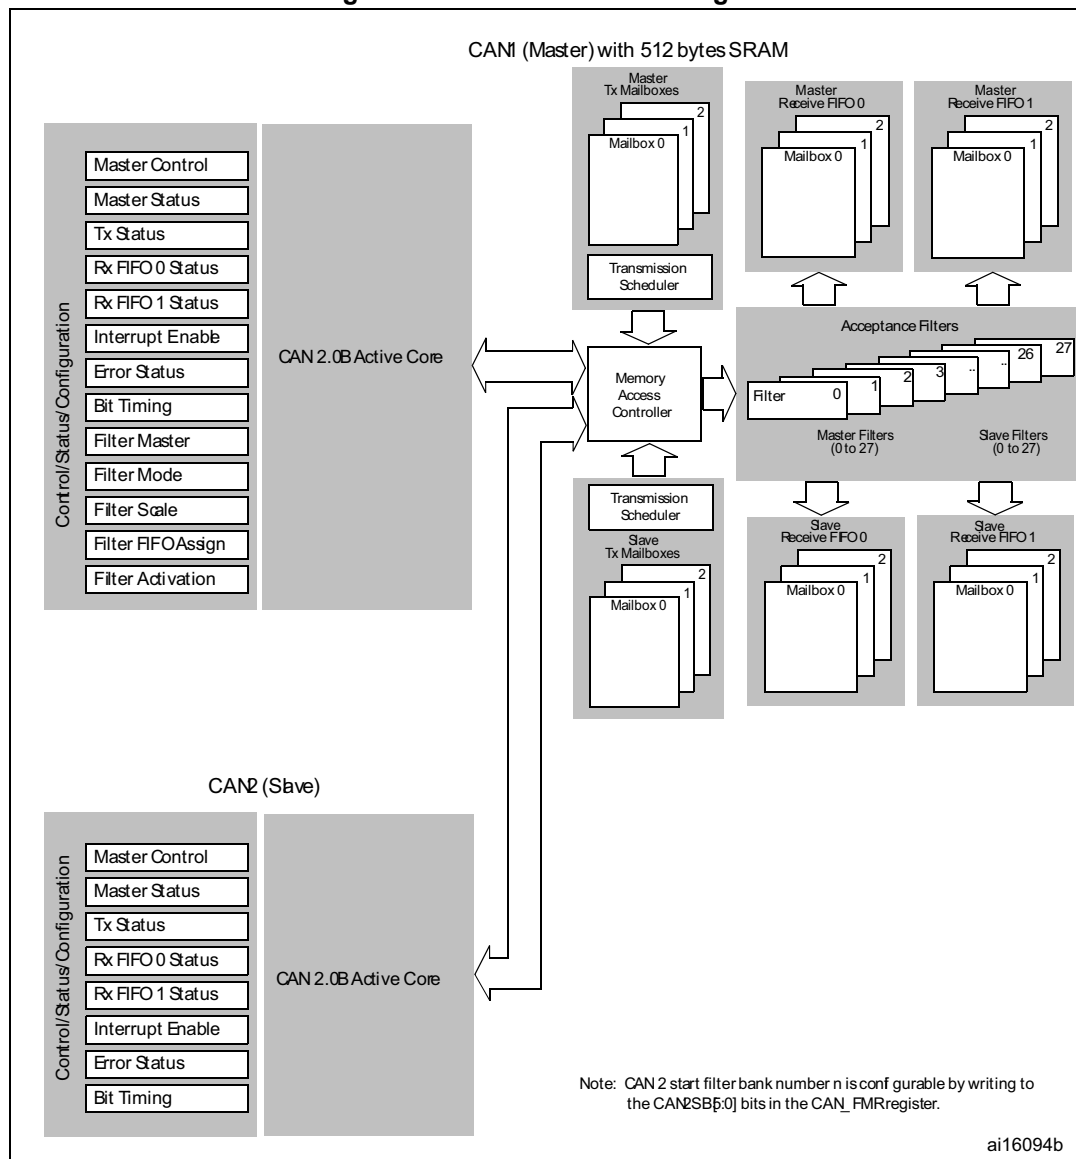 CAN1 (Master) with 512 bytes SRAM
Master
Tx Mailboxes
2
1
Mailbox 0
Transmission
Scheduler
Master
Receive FIFO 0
2
1
Mailbox 0
Master
Receive FIFO 1
2
1
Mailbox 0
Control/Status/Configuration
Master Control
Master Status
Tx Status
Rx FIFO 0 Status
Rx FIFO 1 Status
Interrupt Enable
Error Status
Bit Timing
Filter Master
Filter Mode
Filter Scale
Filter FIFO Assign
Filter Activation
CAN 2.0B Active Core
Memory
Access
Controller
Acceptance Filters
Filter 0 1 2 3 .. .. 26 27
Master Filters
(0 to 27)
Slave Filters
(0 to 27)
Transmission
Scheduler
Slave
Tx Mailboxes
2
1
Mailbox 0
Slave
Receive FIFO 0
2
1
Mailbox 0
Slave
Receive FIFO 1
2
1
Mailbox 0
CAN2 (Slave)
Control/Status/Configuration
Master Control
Master Status
Tx Status
Rx FIFO 0 Status
Rx FIFO 1 Status
Interrupt Enable
Error Status
Bit Timing
CAN 2.0B Active Core
Note: CAN 2 start filter bank number n is conf gurable by writing to
the CAN2SB[5:0] bits in the CAN_FMR register.
ai16094b